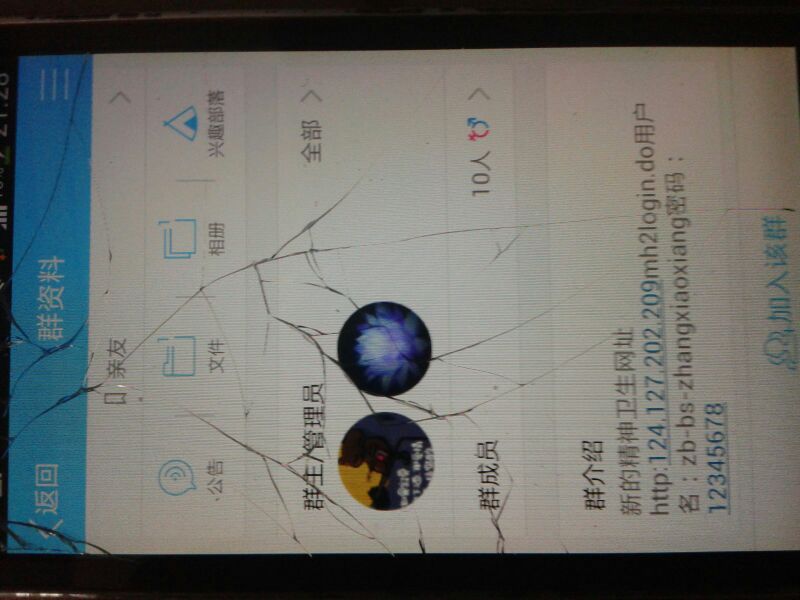 21:28
返回 群资料
亲友
公告 文件 相册 兴趣部落
群主/管理员 全部
群成员 10人
群介绍
新的精神卫生网址
http:124.127.202.209mh2login.do用户
名：zb-bs-zhangxiaoxiang密码：
12345678
加入该群